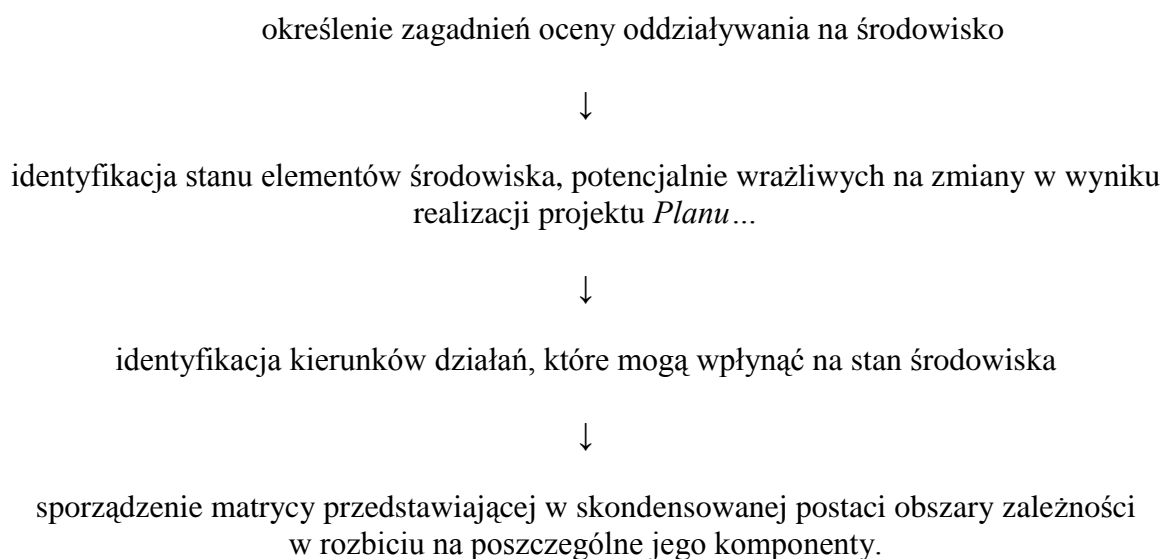 określenie zagadnień oceny oddziaływania na środowisko
↓
identyfikacja stanu elementów środowiska, potencjalnie wrażliwych na zmiany w wyniku
realizacji projektu Planu…
↓
identyfikacja kierunków działań, które mogą wpłynąć na stan środowiska
↓
sporządzenie matrycy przedstawiającej w skondensowanej postaci obszary zależności
w rozbiciu na poszczególne jego komponenty.